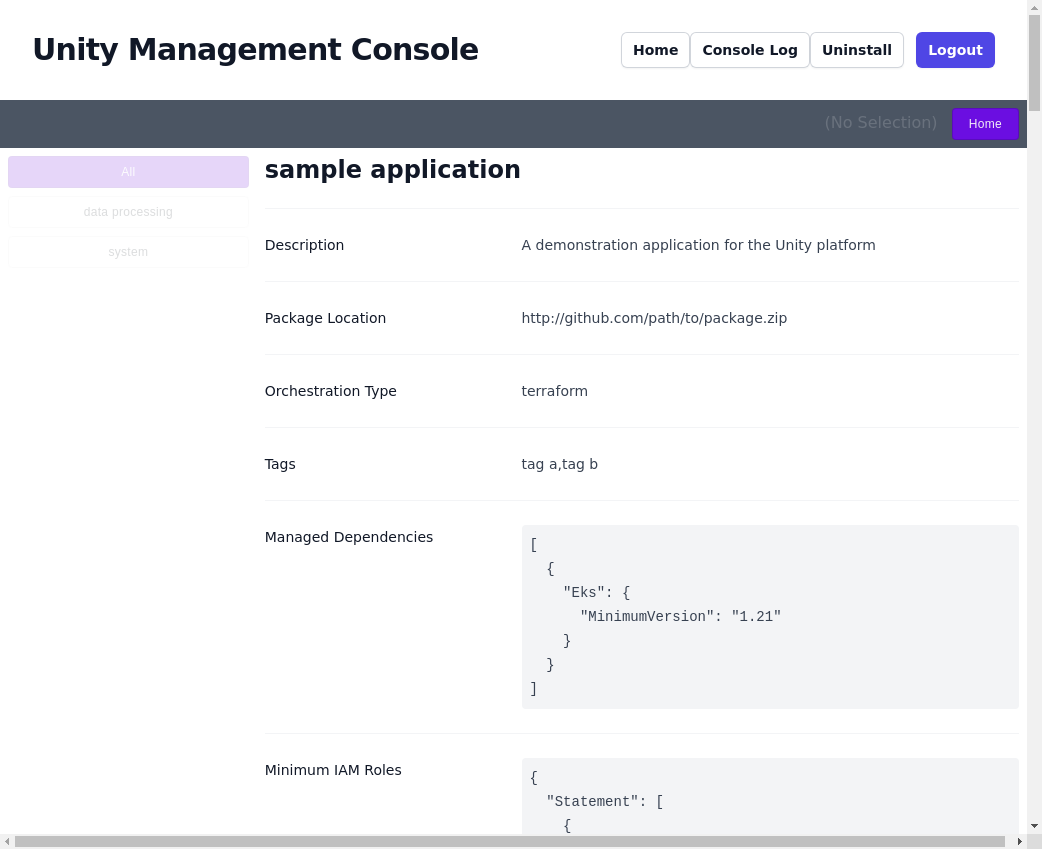 Unity Management Console
Home Console Log Uninstall Logout
(No Selection) Home
All
data processing
system
sample application
Description A demonstration application for the Unity platform
Package Location http://github.com/path/to/package.zip
Orchestration Type terraform
Tags tag a,tag b
Managed Dependencies
[
  {
    "Eks": {
      "MinimumVersion": "1.21"
    }
  }
]
Minimum IAM Roles
{
  "Statement": [
    {